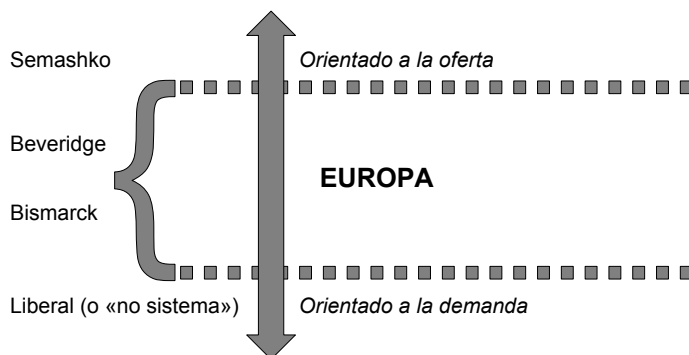 Semashko
Orientado a la oferta
Beveridge
EUROPA
Bismarck
Liberal (o «no sistema»)
Orientado a la demanda